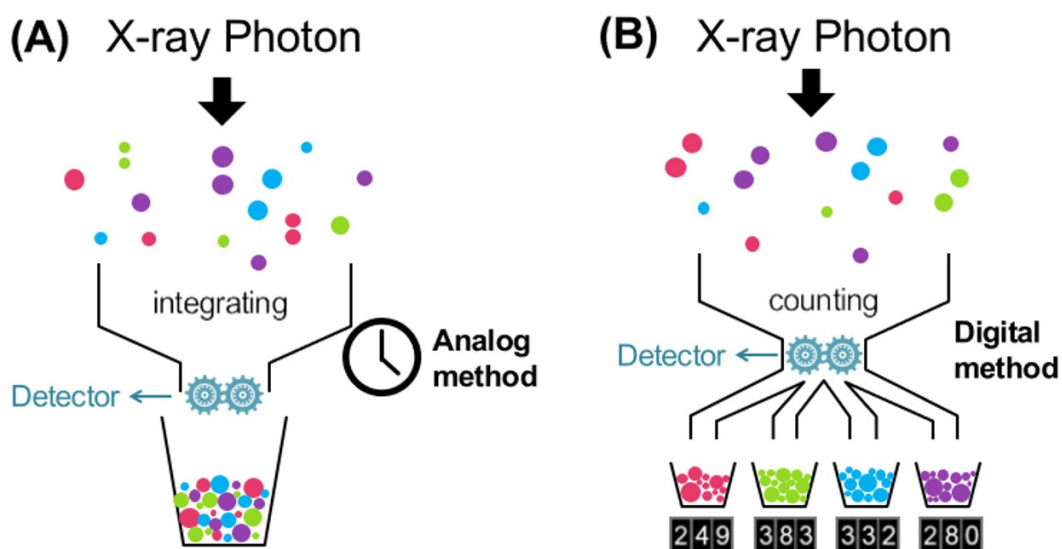 (A) X-ray Photon
integrating
Analog
method
Detector
(B) X-ray Photon
counting
Digital
method
Detector
249 383 332 280